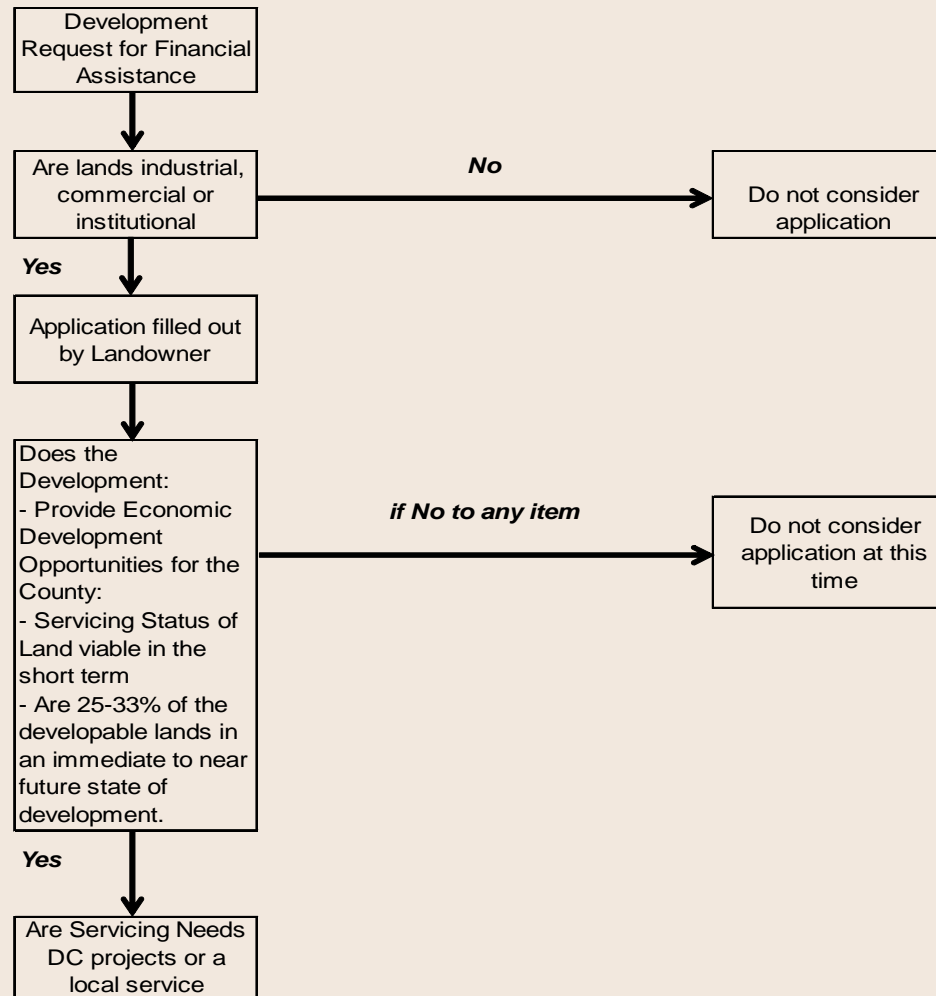 Development
Request for Financial
Assistance
Are lands industrial,
commercial or
institutional
No
Do not consider
application
Yes
Application filled out
by Landowner
Does the
Development:
- Provide Economic
Development
Opportunities for the
County:
- Servicing Status of
Land viable in the
short term
- Are 25-33% of the
developable lands in
an immediate to near
future state of
development.
if No to any item
Do not consider
application at this
time
Yes
Are Servicing Needs
DC projects or a
local service